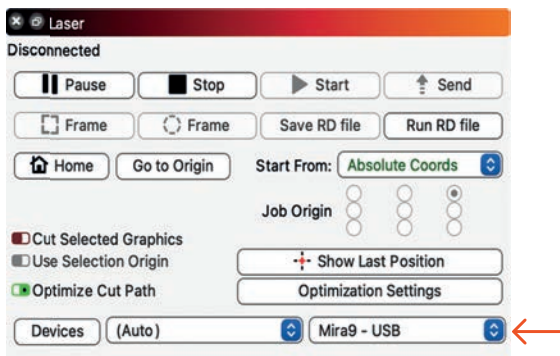 Laser
Disconnected
Pause Stop Start Send
Frame Frame Save RD file Run RD file
Home Go to Origin Start From: Absolute Coords
Job Origin
Cut Selected Graphics
Use Selection Origin Show Last Position
Optimize Cut Path Optimization Settings
Devices (Auto) Mira9 - USB